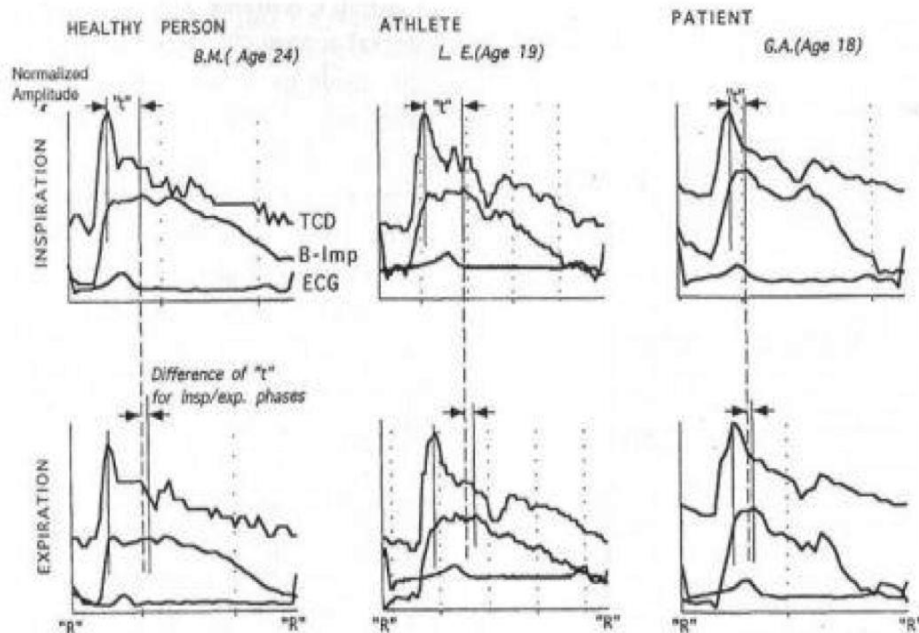 HEALTHY PERSON
B.M.( Age 24)
ATHLETE
L. E.(Age 19)
PATIENT
G.A.(Age 18)
Normalized
Amplitude
"t"
"t"
"t"
INSPIRATION
TCD
B-Imp
ECG
Difference of "t"
for insp/exp. phases
EXPIRATION
"R"
"R"
"R"
"R"
"R"
"R"